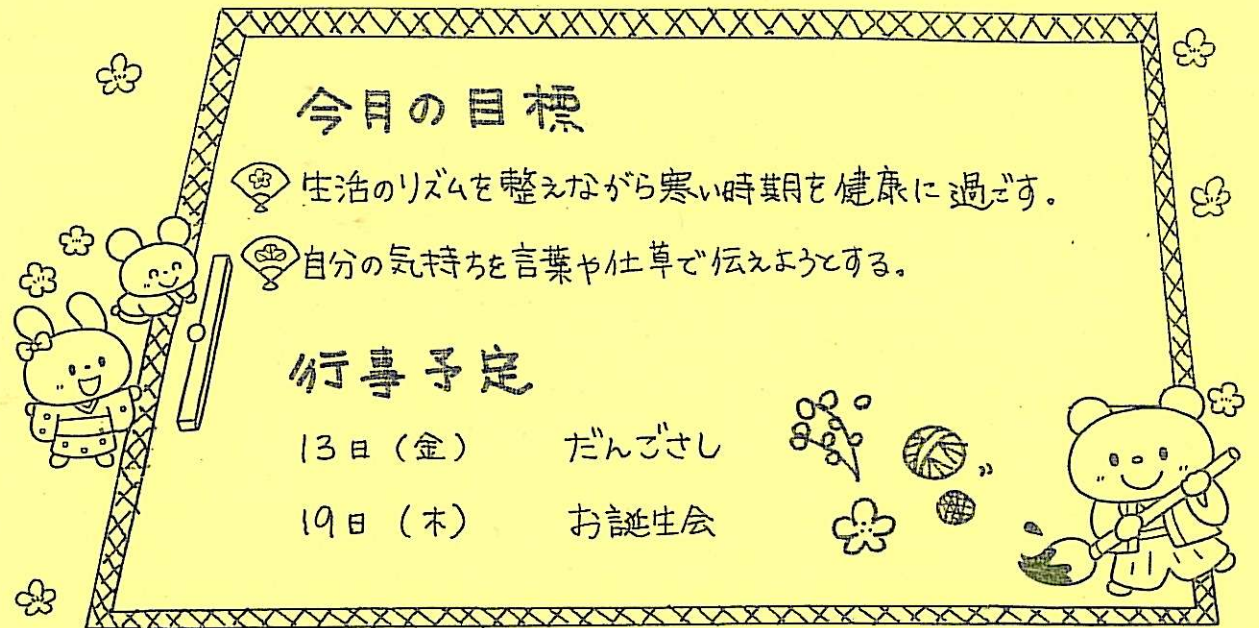 今月の目標
生活のリズムを整えながら寒い時期を健康に過ごす。
自分の気持ちを言葉や仕草で伝えようとする。
行事予定
13日（金） だんごさし
19日（木） お誕生会